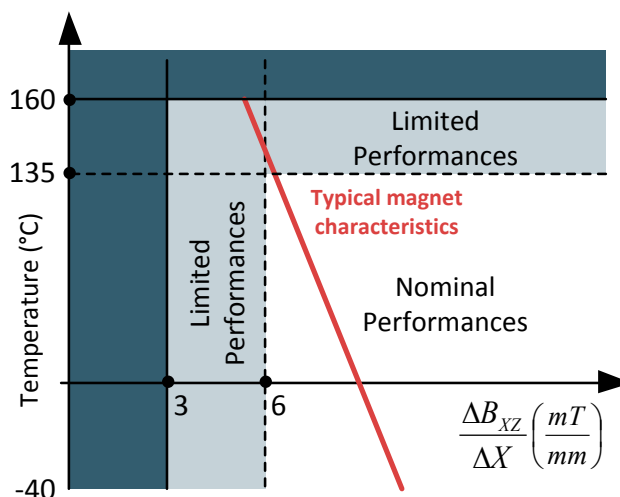 160
135
-40
Temperature (°C)
Limited
Performances
Typical magnet
characteristics
Limited
Performances
Nominal
Performances
3
6
ΔB_XZ
ΔX
(mT
mm)